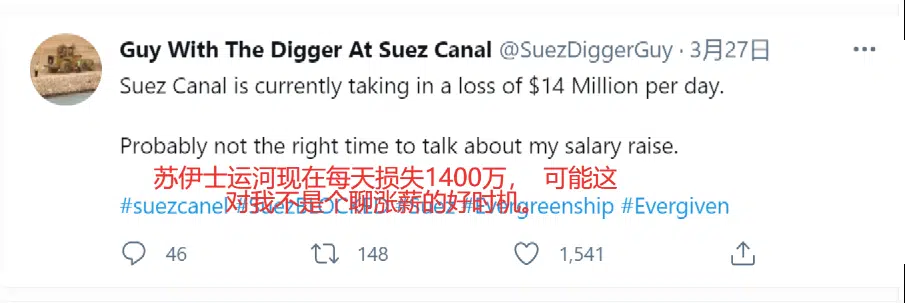 Guy With The Digger At Suez Canal @SuezDiggerGuy · 3月27日
Suez Canal is currently taking in a loss of $14 Million per day.
Probably not the right time to talk about my salary raise.
苏伊士运河现在每天损失1400万， 可能这
对我不是个聊涨薪的好时机。
#suezcanel #SuezBLOCKED #Suez #Evergreenship #Evergiven
46 148 1,541